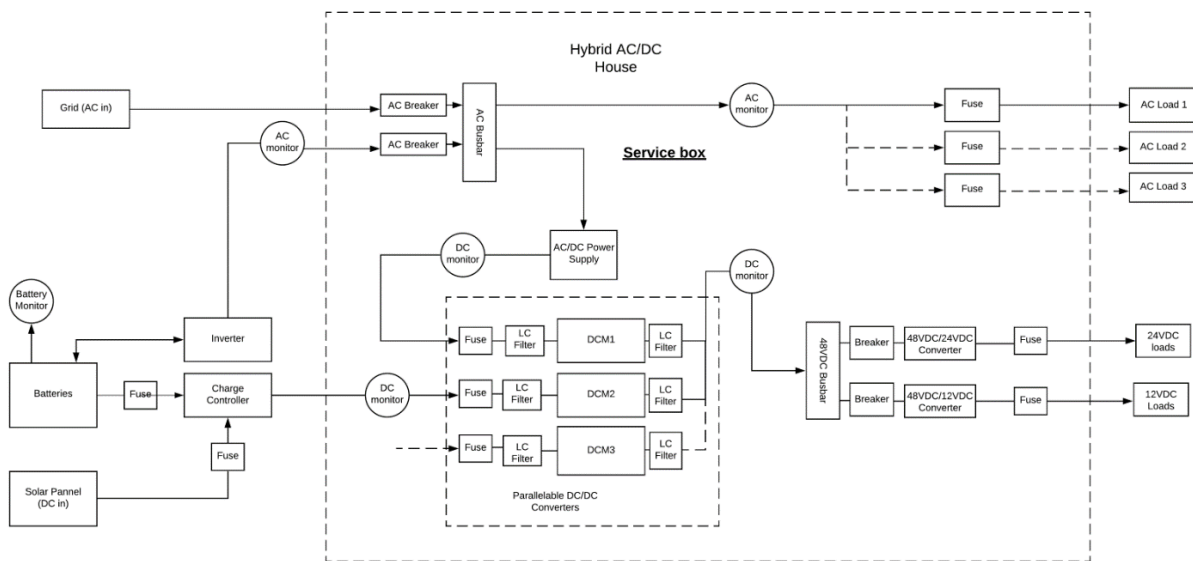 Hybrid AC/DC
House
Grid (AC in)
AC Breaker
AC Busbar
AC
monitor
Fuse
AC Load 1
AC
monitor
AC Breaker
Service box
Fuse
AC Load 2
Fuse
AC Load 3
DC
monitor
AC/DC Power
Supply
DC
monitor
Battery
Monitor
Inverter
Fuse
LC
Filter
DCM1
LC
Filter
48VDC Busbar
Breaker
48VDC/24VDC
Converter
Fuse
24VDC
loads
Batteries
Fuse
Charge
Controller
DC
monitor
Fuse
LC
Filter
DCM2
LC
Filter
Breaker
48VDC/12VDC
Converter
Fuse
12VDC
Loads
Fuse
Fuse
LC
Filter
DCM3
LC
Filter
Solar Pannel
(DC in)
Parallelable DC/DC
Converters